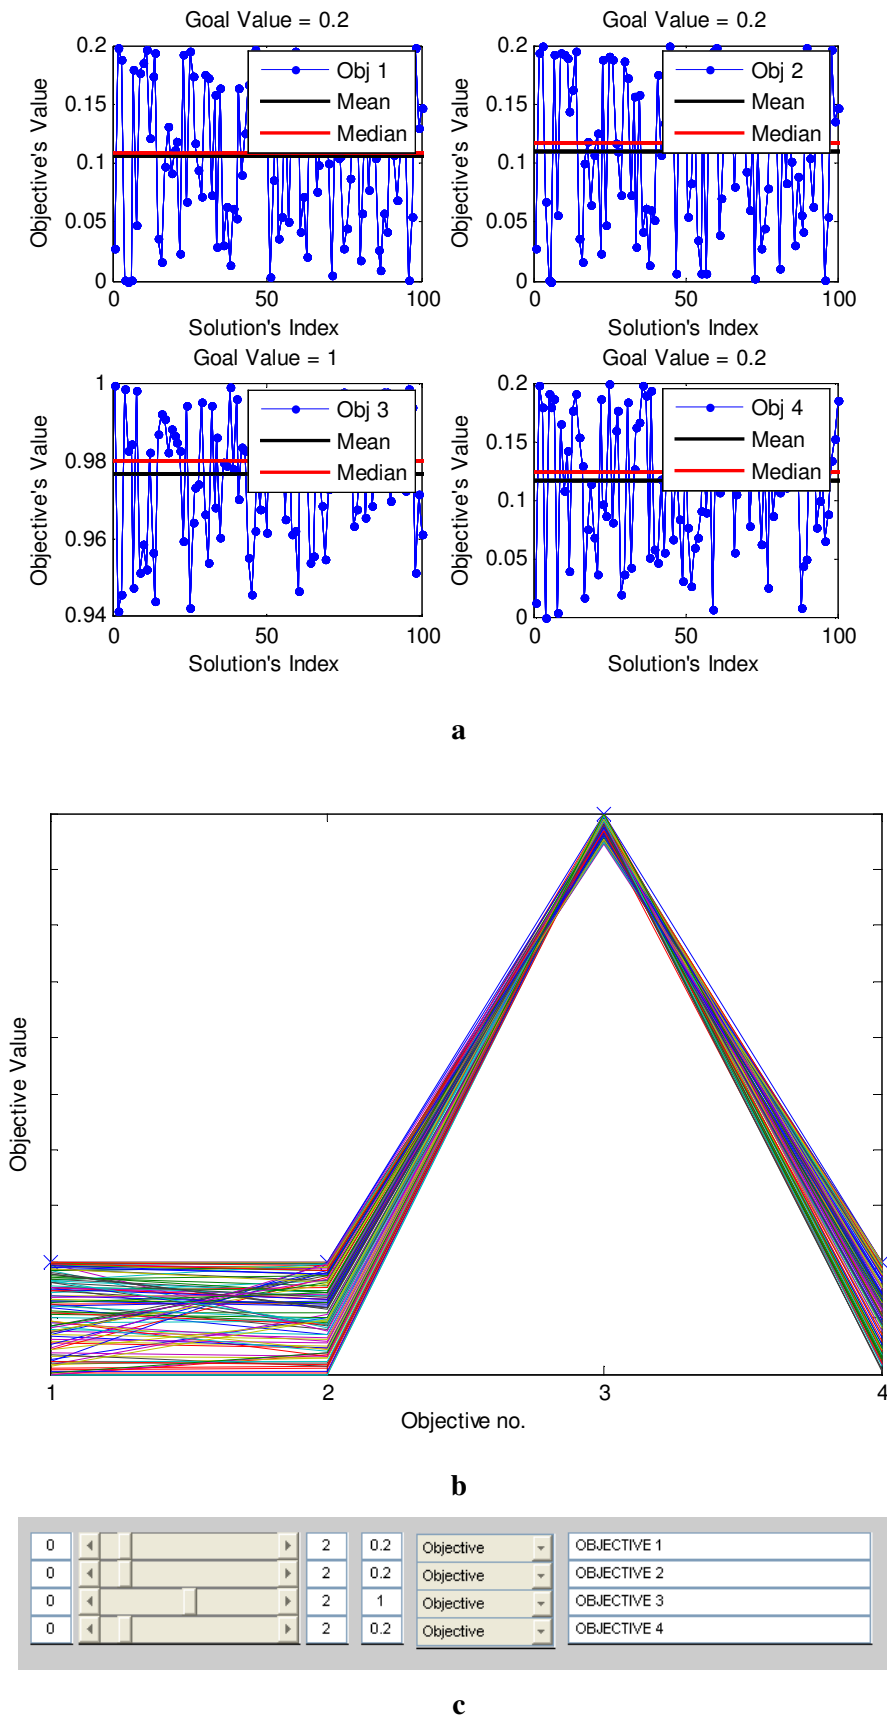 Goal Value = 0.2
0.2
0.15
0.1
0.05
0
0
50
100
Objective's Value
Solution's Index
Obj 1
Mean
Median
Goal Value = 0.2
0.2
0.15
0.1
0.05
0
0
50
100
Objective's Value
Solution's Index
Obj 2
Mean
Median
Goal Value = 1
1
0.98
0.96
0.94
0
50
100
Objective's Value
Solution's Index
Obj 3
Mean
Median
Goal Value = 0.2
0.2
0.15
0.1
0.05
0
0
50
100
Objective's Value
Solution's Index
Obj 4
Mean
Median
a
Objective Value
1 2 3 4
Objective no.
b
0 2 0.2 Objective OBJECTIVE 1
0 2 0.2 Objective OBJECTIVE 2
0 2 1 Objective OBJECTIVE 3
0 2 0.2 Objective OBJECTIVE 4
c